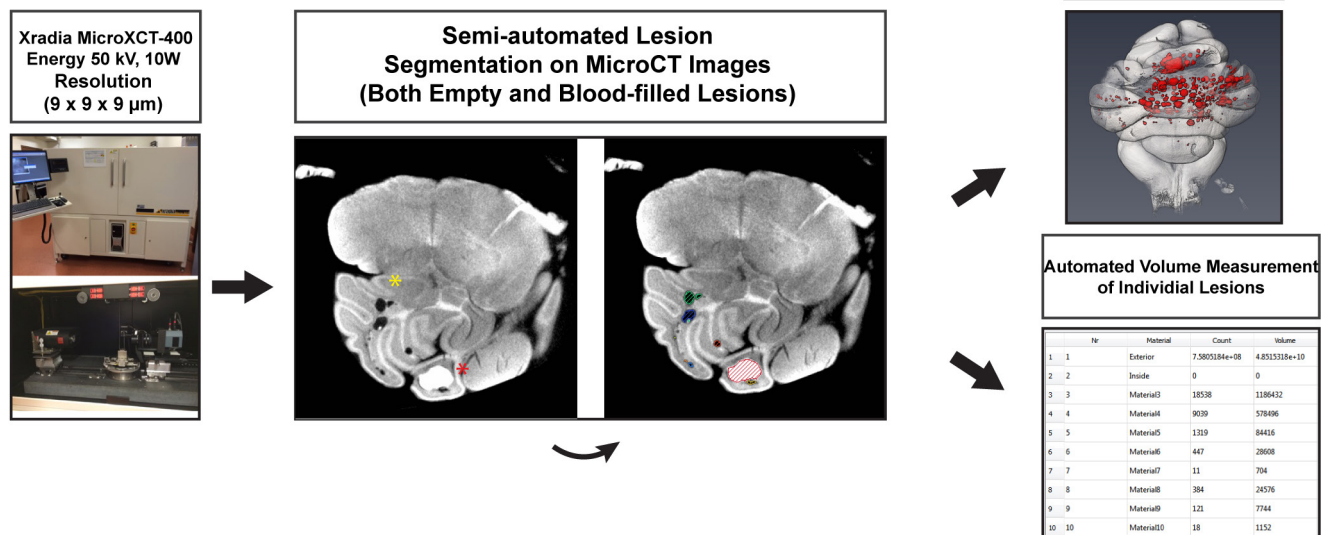 Xradia MicroXCT-400
Energy 50 kV, 10W
Resolution
(9 x 9 x 9 µm)
Semi-automated Lesion
Segmentation on MicroCT Images
(Both Empty and Blood-filled Lesions)
*
*
Automated Volume Measurement
of Individial Lesions
Nr Material Count Volume
1 1 Exterior 7.5805184e+08 4.8515318e+10
2 2 Inside 0 0
3 3 Material3 18538 1186432
4 4 Material4 9039 578496
5 5 Material5 1319 84416
6 6 Material6 447 28608
7 7 Material7 11 704
8 8 Material8 384 24576
9 9 Material9 121 7744
10 10 Material10 18 1152